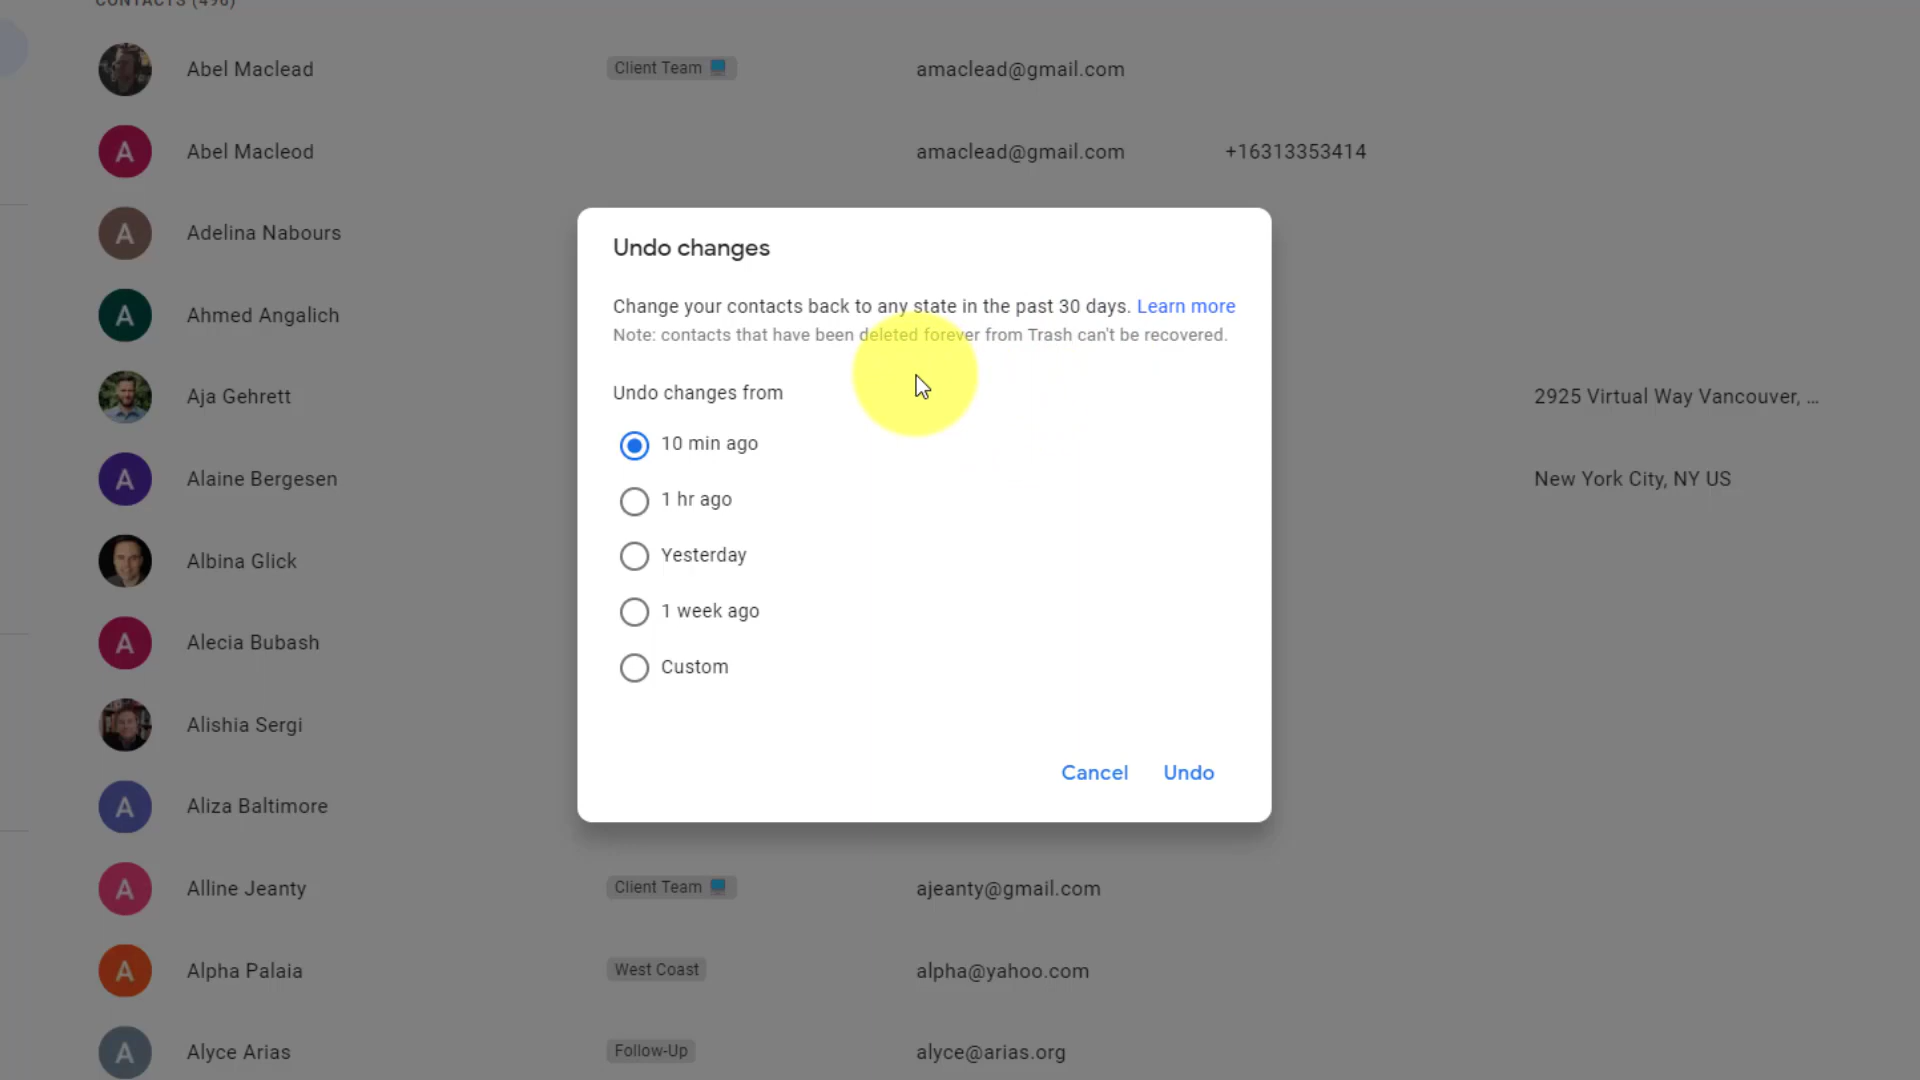 CONTACTS (496)
Abel Maclead Client Team amaclead@gmail.com
A Abel Macleod amaclead@gmail.com +16313353414
A Adelina Nabours
A Ahmed Angalich
Aja Gehrett 2925 Virtual Way Vancouver, ...
A Alaine Bergesen New York City, NY US
Albina Glick
A Alecia Bubash
Alishia Sergi
A Aliza Baltimore
A Alline Jeanty Client Team ajeanty@gmail.com
A Alpha Palaia West Coast alpha@yahoo.com
A Alyce Arias Follow-Up alyce@arias.org
Undo changes
Change your contacts back to any state in the past 30 days. Learn more
Note: contacts that have been deleted forever from Trash can't be recovered.
Undo changes from
10 min ago
1 hr ago
Yesterday
1 week ago
Custom
Cancel Undo